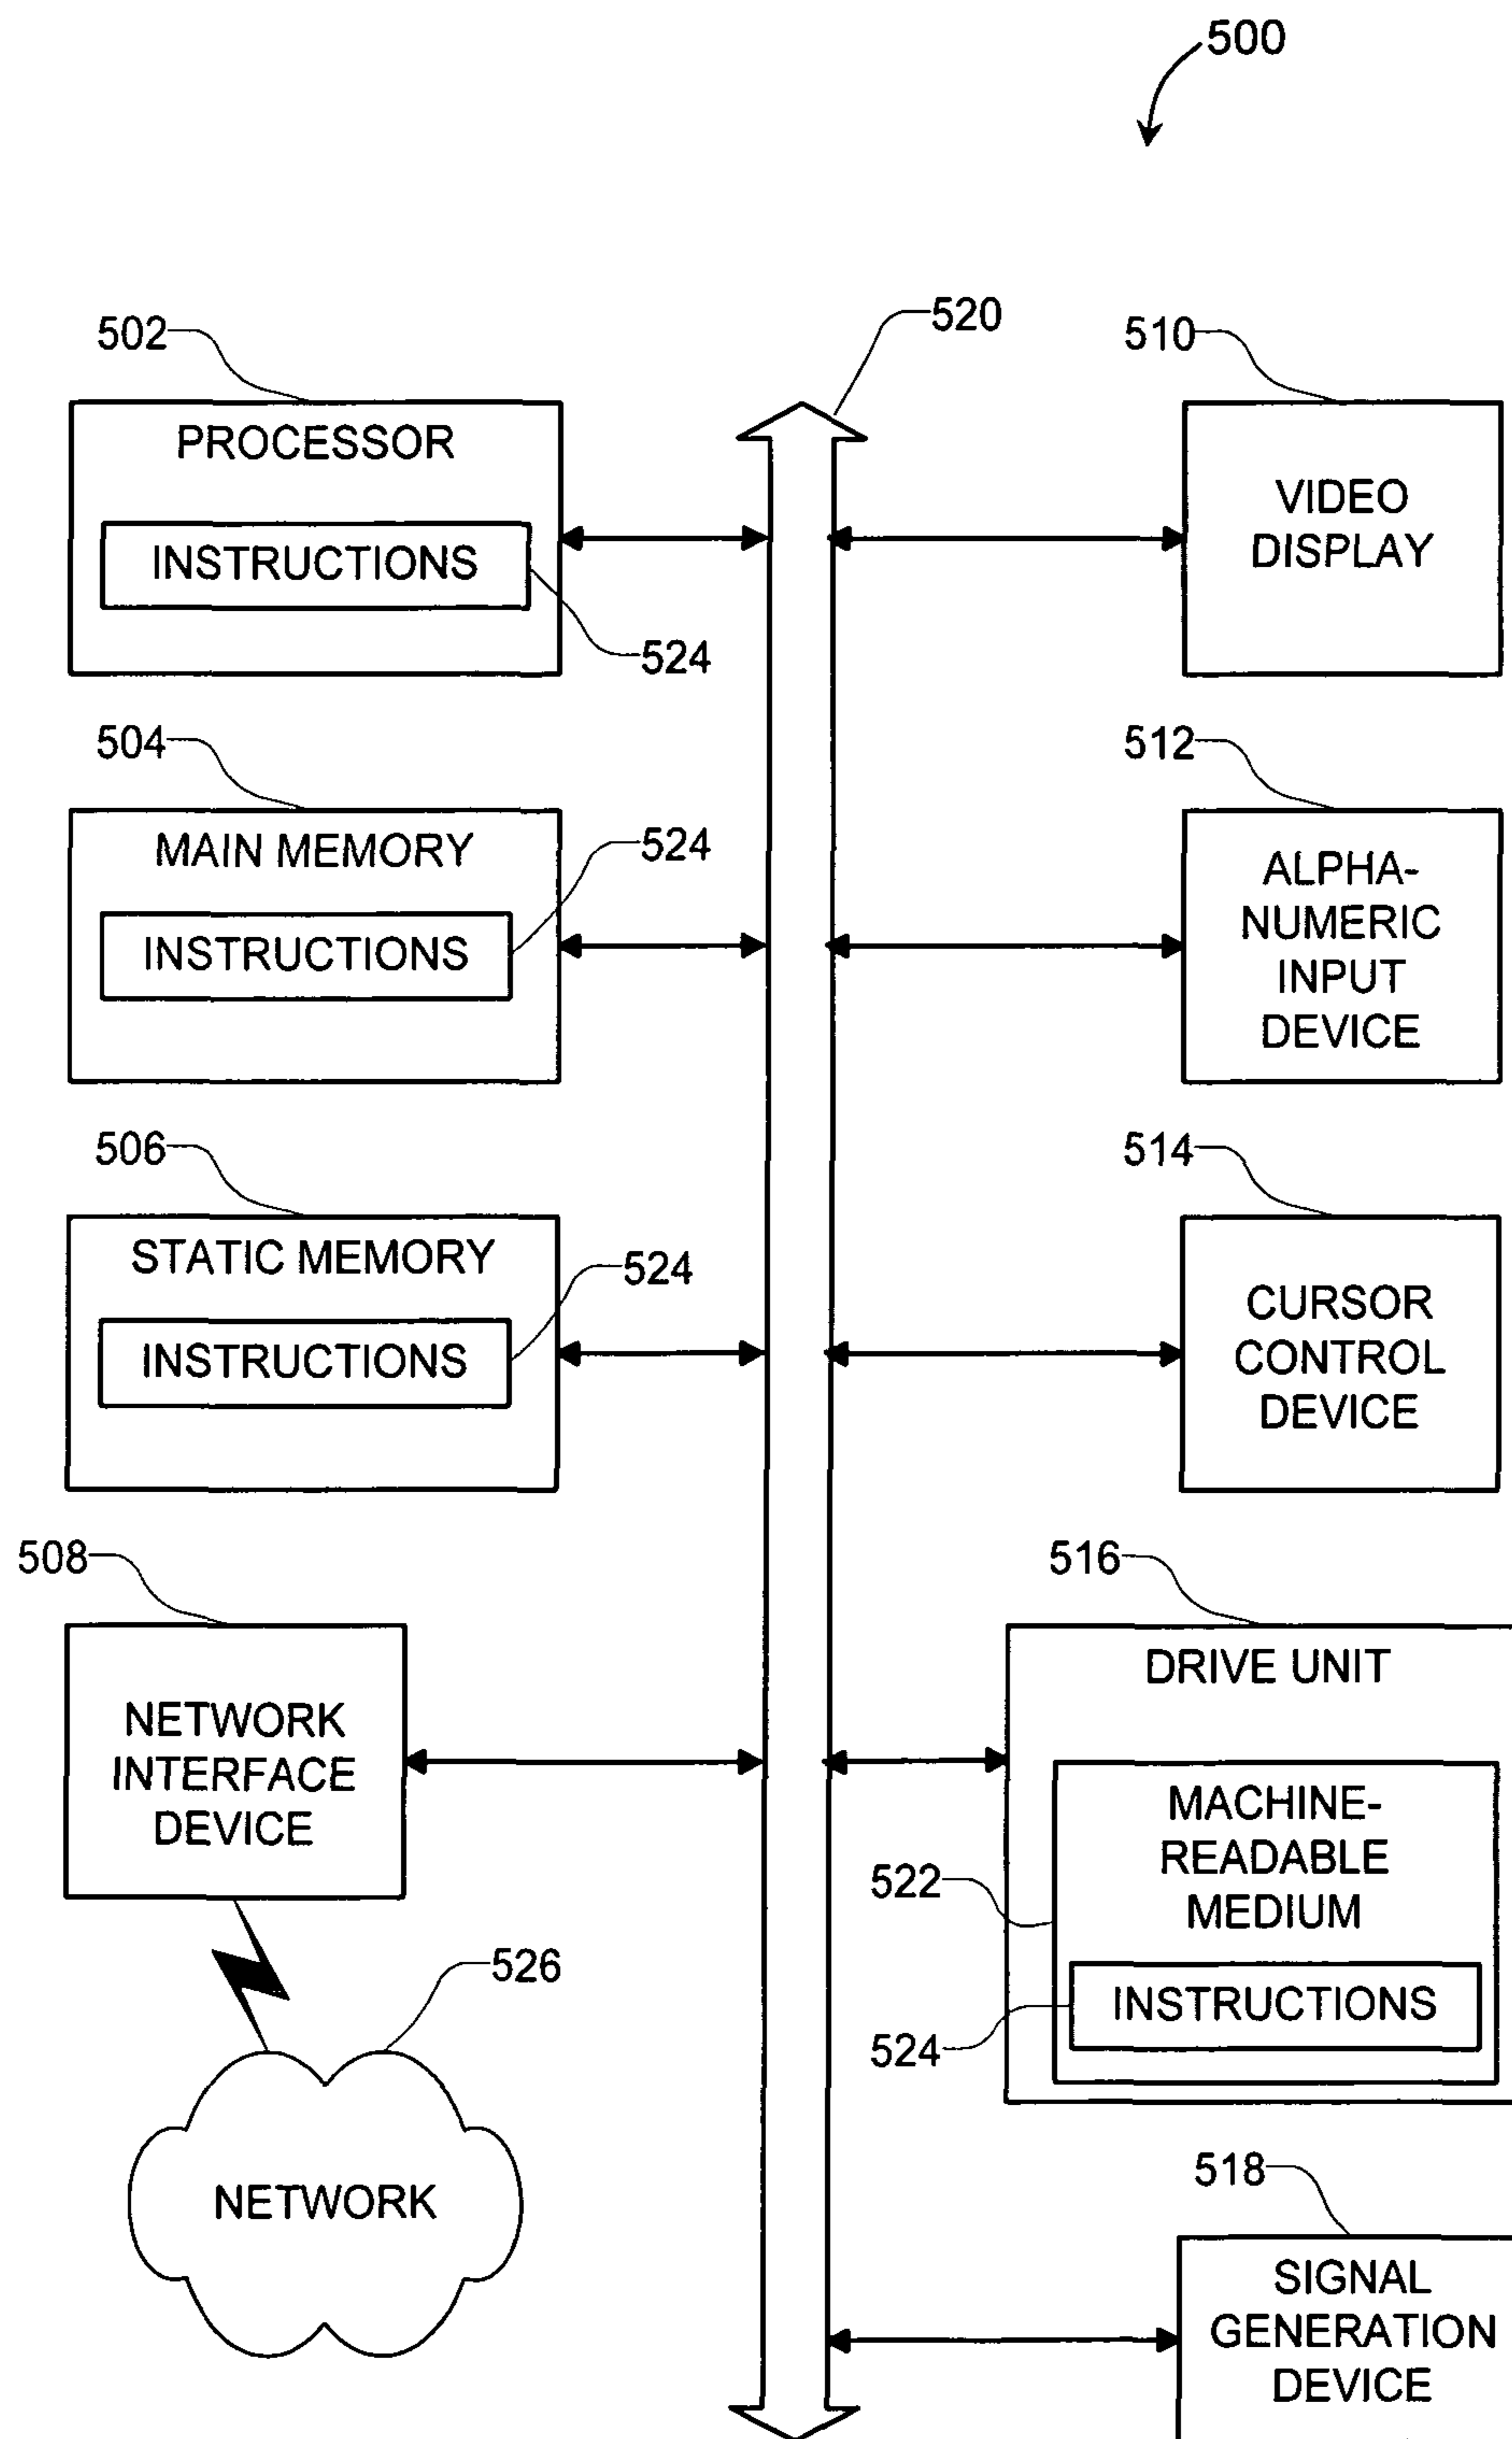 500
502
520
510
PROCESSOR
INSTRUCTIONS
524
VIDEO
DISPLAY
504
512
MAIN MEMORY
524
INSTRUCTIONS
ALPHA-
NUMERIC
INPUT
DEVICE
506
514
STATIC MEMORY
524
INSTRUCTIONS
CURSOR
CONTROL
DEVICE
508
516
NETWORK
INTERFACE
DEVICE
DRIVE UNIT
MACHINE-
READABLE
MEDIUM
522
INSTRUCTIONS
524
526
NETWORK
518
SIGNAL
GENERATION
DEVICE